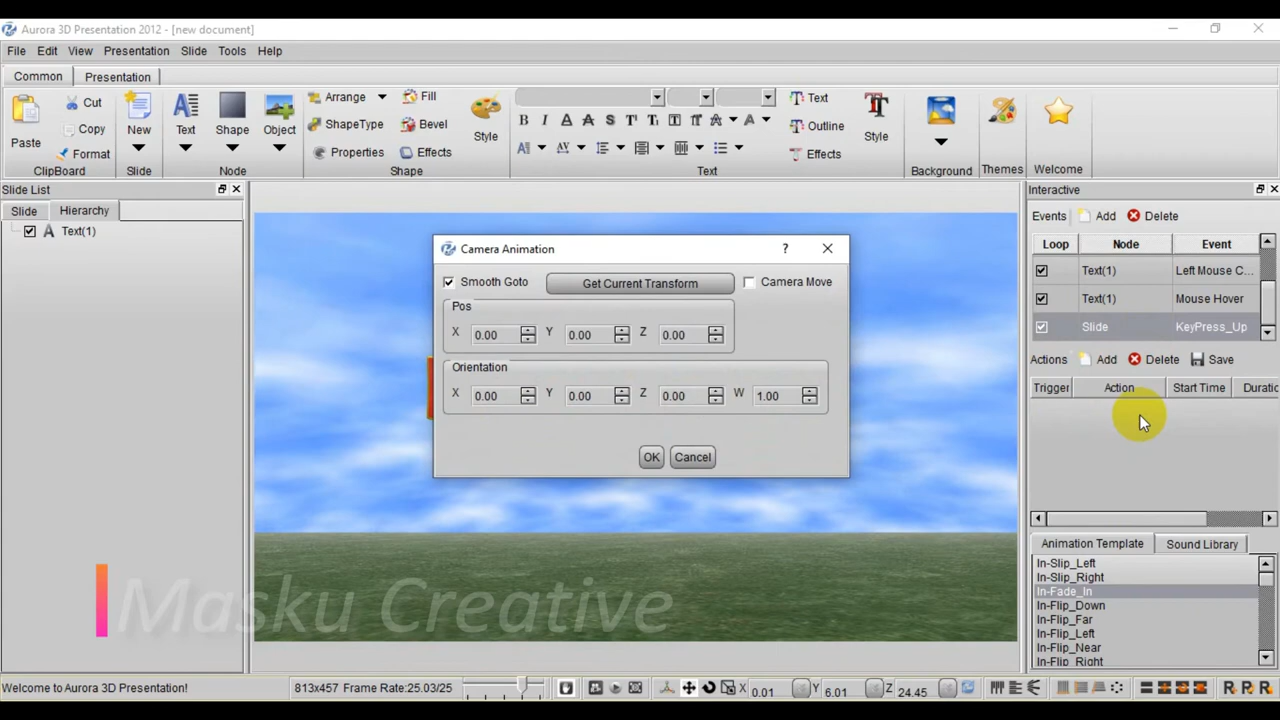 Aurora 3D Presentation 2012 - [new document]
File Edit View Presentation Slide Tools Help
Common Presentation
Cut Arrange Fill Text
Paste Copy New Text Shape Object ShapeType Bevel Style Outline Style
Format Properties Effects Effects
ClipBoard Slide Node Shape Text Background Themes Welcome
Slide List
Slide Hierarchy
Text(1)
Camera Animation
Smooth Goto Get Current Transform Camera Move
Pos
X 0.00 Y 0.00 Z 0.00
Orientation
X 0.00 Y 0.00 Z 0.00 W 1.00
OK Cancel
Interactive
Events Add Delete
Loop Node Event
Text(1) Left Mouse C...
Text(1) Mouse Hover
Slide KeyPress_Up
Actions Add Delete Save
Trigger Action Start Time Duratic
Animation Template Sound Library
In-Slip_Left
In-Slip_Right
In-Fade_In
In-Flip_Down
In-Flip_Far
In-Flip_Left
In-Flip_Near
In-Flip_Right
Masku Creative
Welcome to Aurora 3D Presentation! 813x457 Frame Rate:25.03/25 X 0.01 Y 6.01 Z 24.45